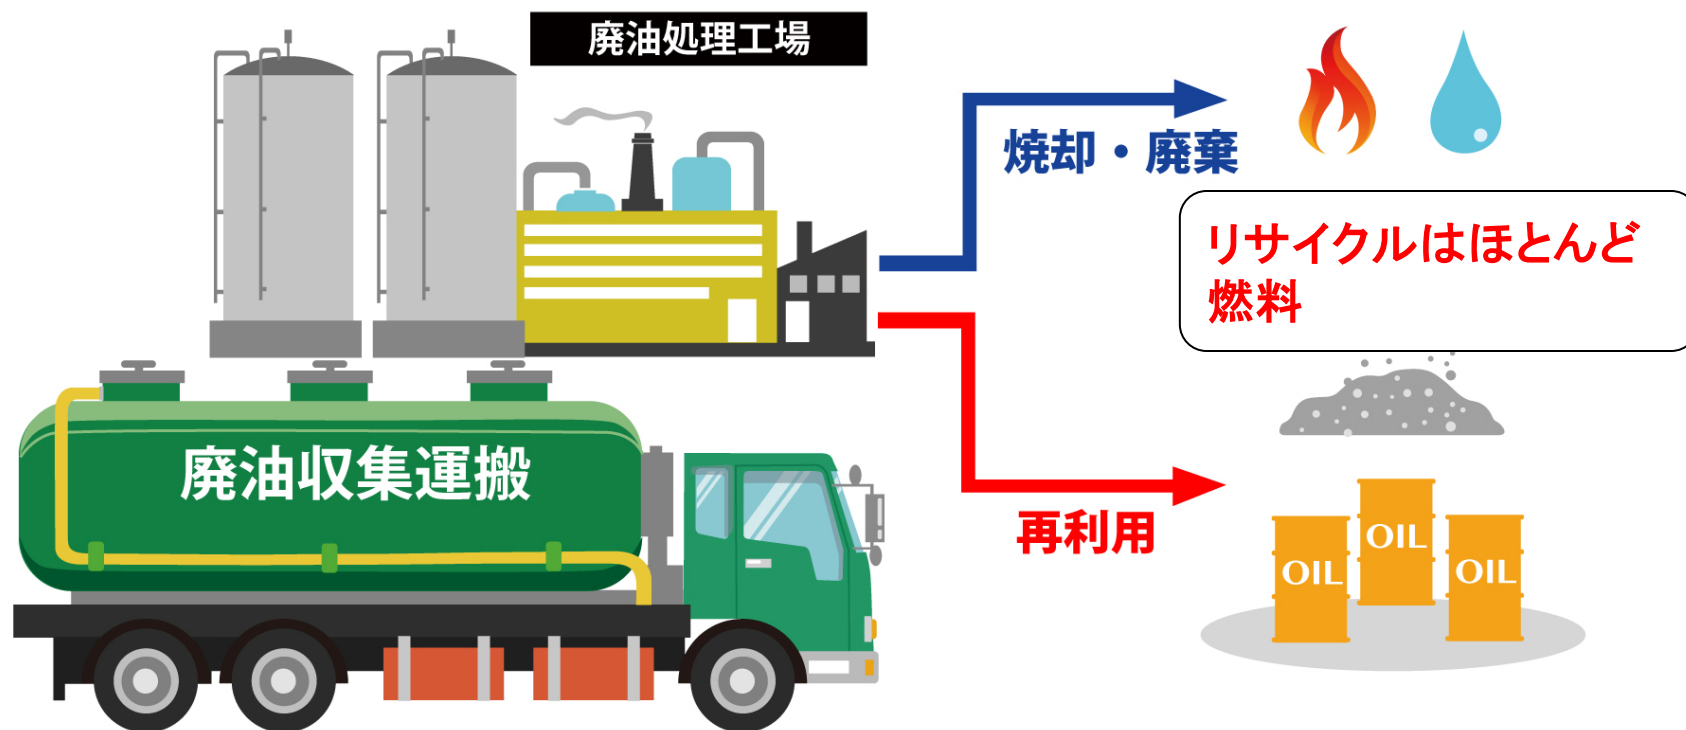 廃油処理工場
焼却・廃棄
リサイクルはほとんど
燃料
廃油収集運搬
再利用
OIL
OIL
OIL